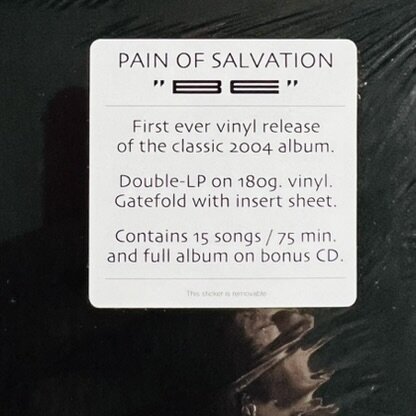 PAIN OF SALVATION
"BE"
First ever vinyl release
of the classic 2004 album.
Double-LP on 180g. vinyl.
Gatefold with insert sheet.
Contains 15 songs / 75 min.
and full album on bonus CD.
This sticker is removable